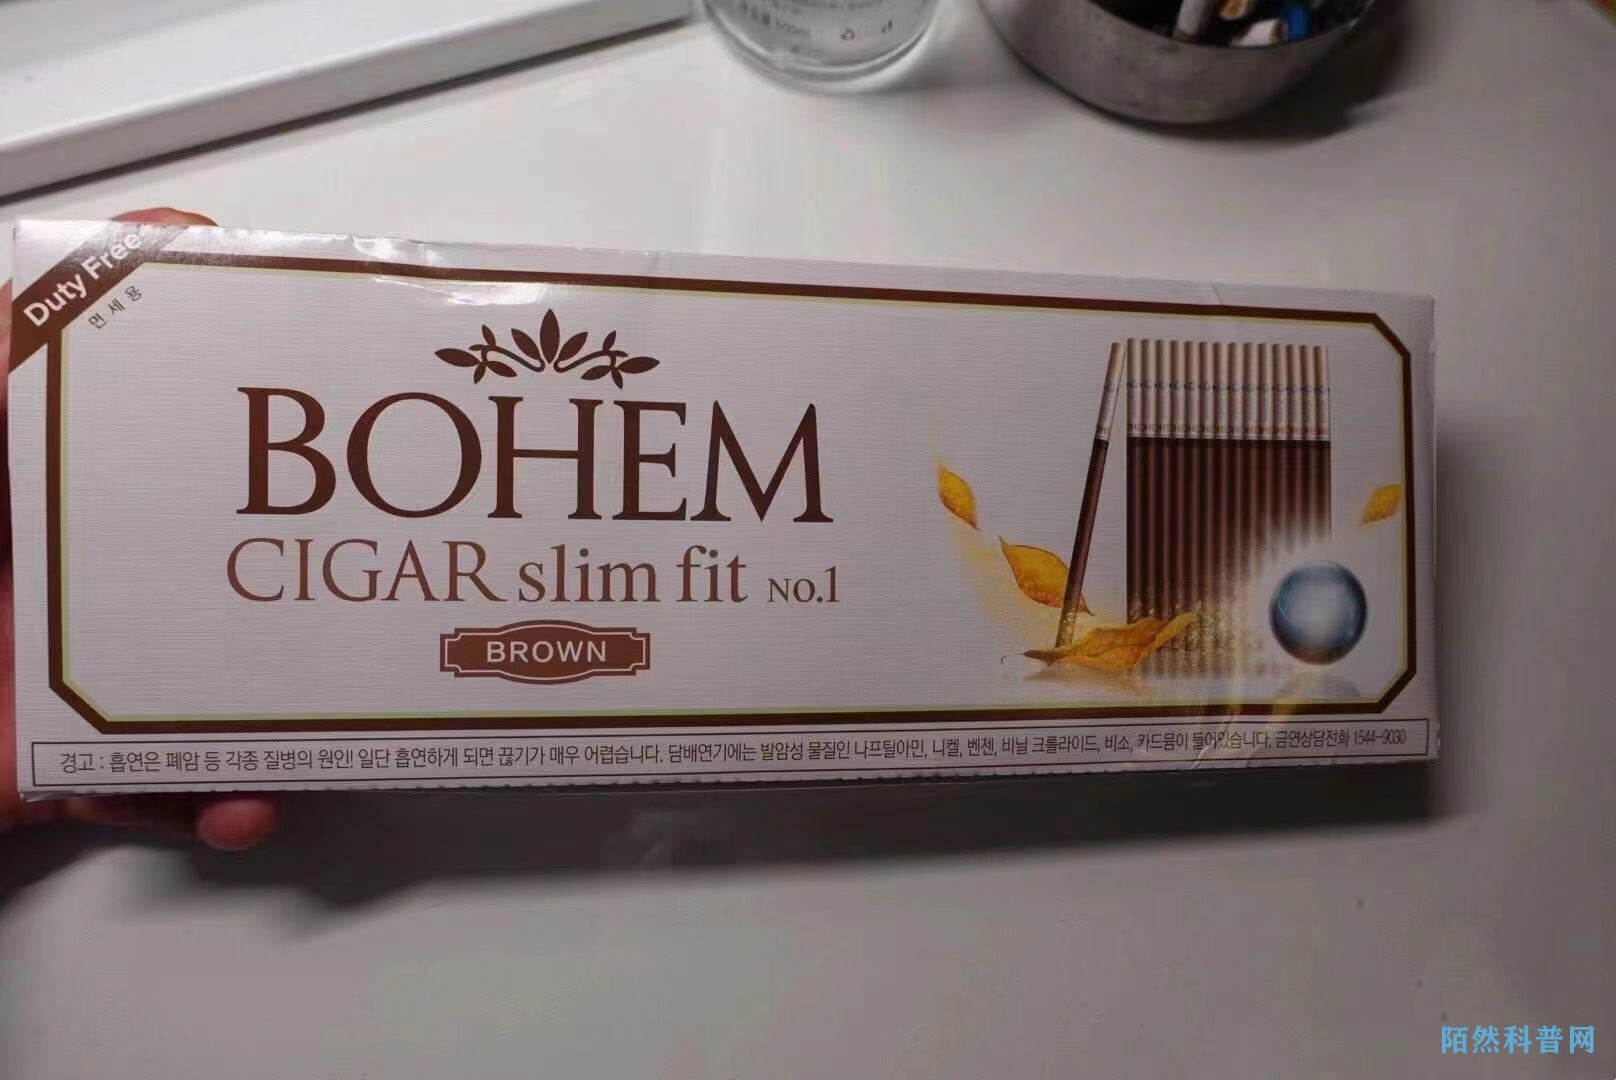 Duty Free
면세용
BOHEM
CIGAR slim fit NO.1
BROWN
경고 : 흡연은 폐암 등 각종 질병의 원인! 일단 흡연하게 되면 끊기가 매우 어렵습니다. 담배연기에는 발암성 물질인 나프틸아민, 니켈, 벤젠, 비닐 크롤라이드, 비소, 카드뮴이 들어있습니다. 금연상담전화 1544-9030
陌然科普网